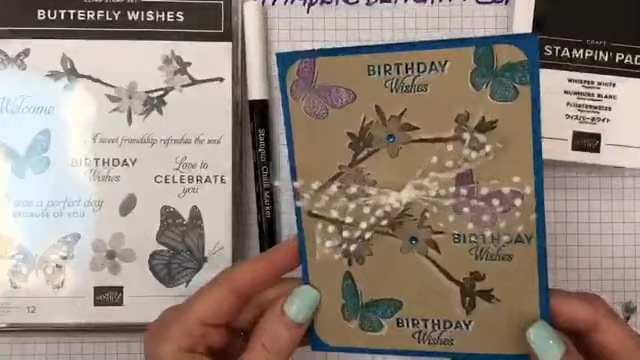 BUTTERFLY WISHES
Welcome
A sweet friendship refreshes the soul
BIRTHDAY
Wishes
Love to
CELEBRATE
you
was a perfect day
BECAUSE OF YOU
12
Stampin' Chalk Marker
BIRTHDAY
Wishes
BIRTHDAY
Wishes
BIRTHDAY
Wishes
CRAFT
STAMPIN' PAD
WHISPER WHITE
MURMURE BLANC
FLÜSTERWEISS
ウィスパーホワイト